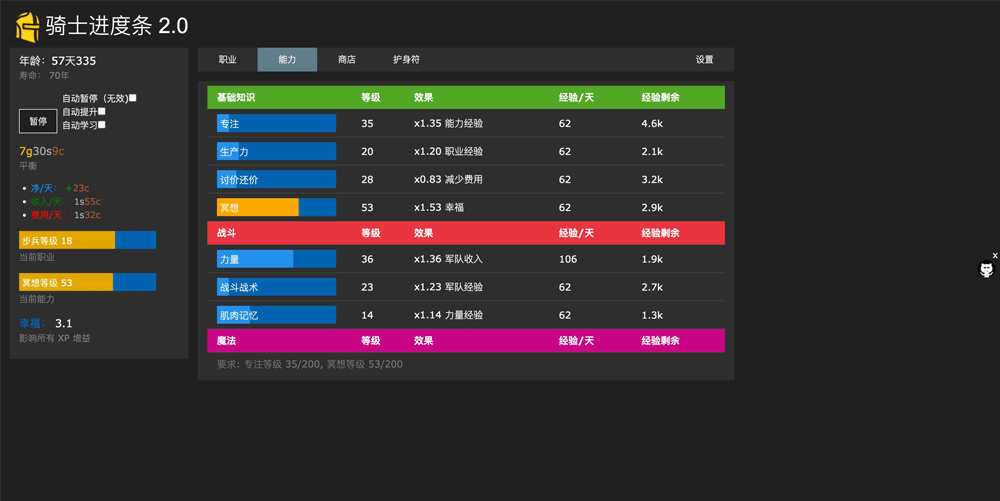 骑士进度条 2.0
年龄：57天335
寿命： 70年
自动暂停（无效)
自动提升
自动学习
暂停
7g30s9c
平衡
净/天： +23c
收入/天： 1s55c
费用/天： 1s32c
步兵等级 18
当前职业
冥想等级 53
当前能力
幸福： 3.1
影响所有 XP 增益
职业 能力 商店 护身符 设置
基础知识 等级 效果 经验/天 经验剩余
专注 35 x1.35 能力经验 62 4.6k
生产力 20 x1.20 职业经验 62 2.1k
讨价还价 28 x0.83 减少费用 62 3.2k
冥想 53 x1.53 幸福 62 2.9k
战斗 等级 效果 经验/天 经验剩余
力量 36 x1.36 军队收入 106 1.9k
战斗战术 23 x1.23 军队经验 62 2.7k
肌肉记忆 14 x1.14 力量经验 62 1.3k
魔法 等级 效果 经验/天 经验剩余
要求: 专注等级 35/200, 冥想等级 53/200
x